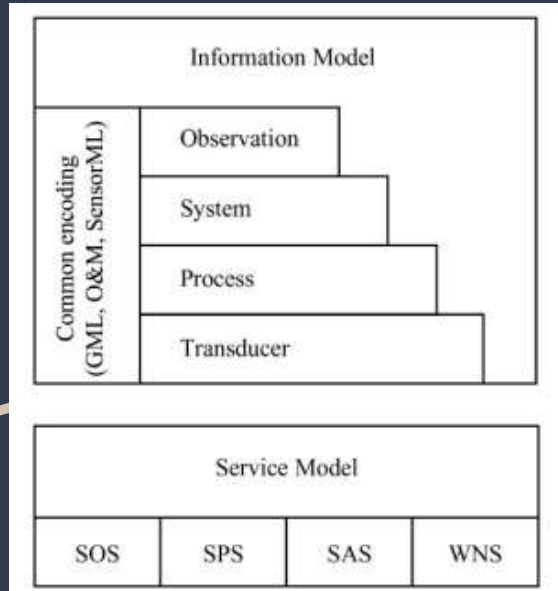 Information Model
Common encoding
(GML, O&M, SensorML)
Observation
System
Process
Transducer
Service Model
SOS SPS SAS WNS